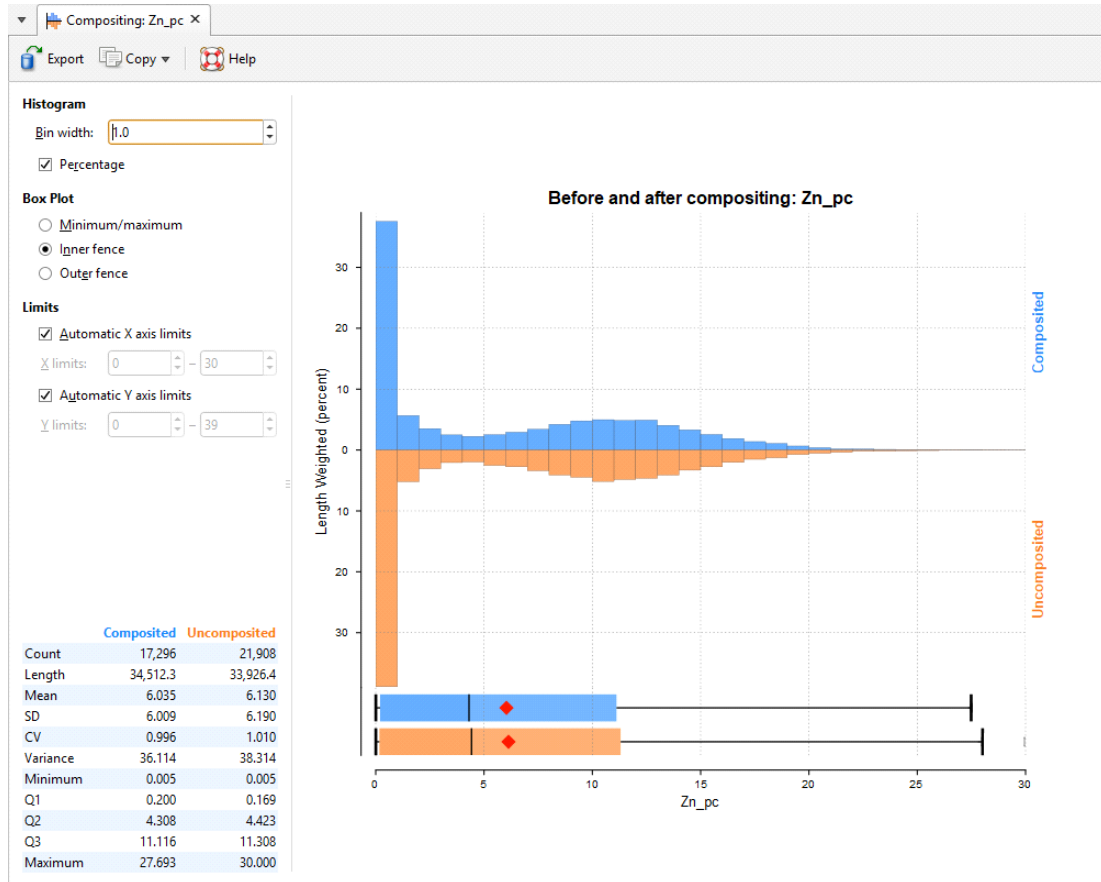 Compositing: Zn_pc
Export Copy Help
Histogram
Bin width: 1.0
Percentage
Box Plot
Minimum/maximum
Inner fence
Outer fence
Limits
Automatic X axis limits
X limits: 0 – 30
Automatic Y axis limits
Y limits: 0 – 39
Composited Uncomposited
Count 17,296 21,908
Length 34,512.3 33,926.4
Mean 6.035 6.130
SD 6.009 6.190
CV 0.996 1.010
Variance 36.114 38.314
Minimum 0.005 0.005
Q1 0.200 0.169
Q2 4.308 4.423
Q3 11.116 11.308
Maximum 27.693 30.000
Before and after compositing: Zn_pc
Length Weighted (percent)
30
20
10
0
10
20
30
Composited
Uncomposited
0 5 10 15 20 25 30
Zn_pc